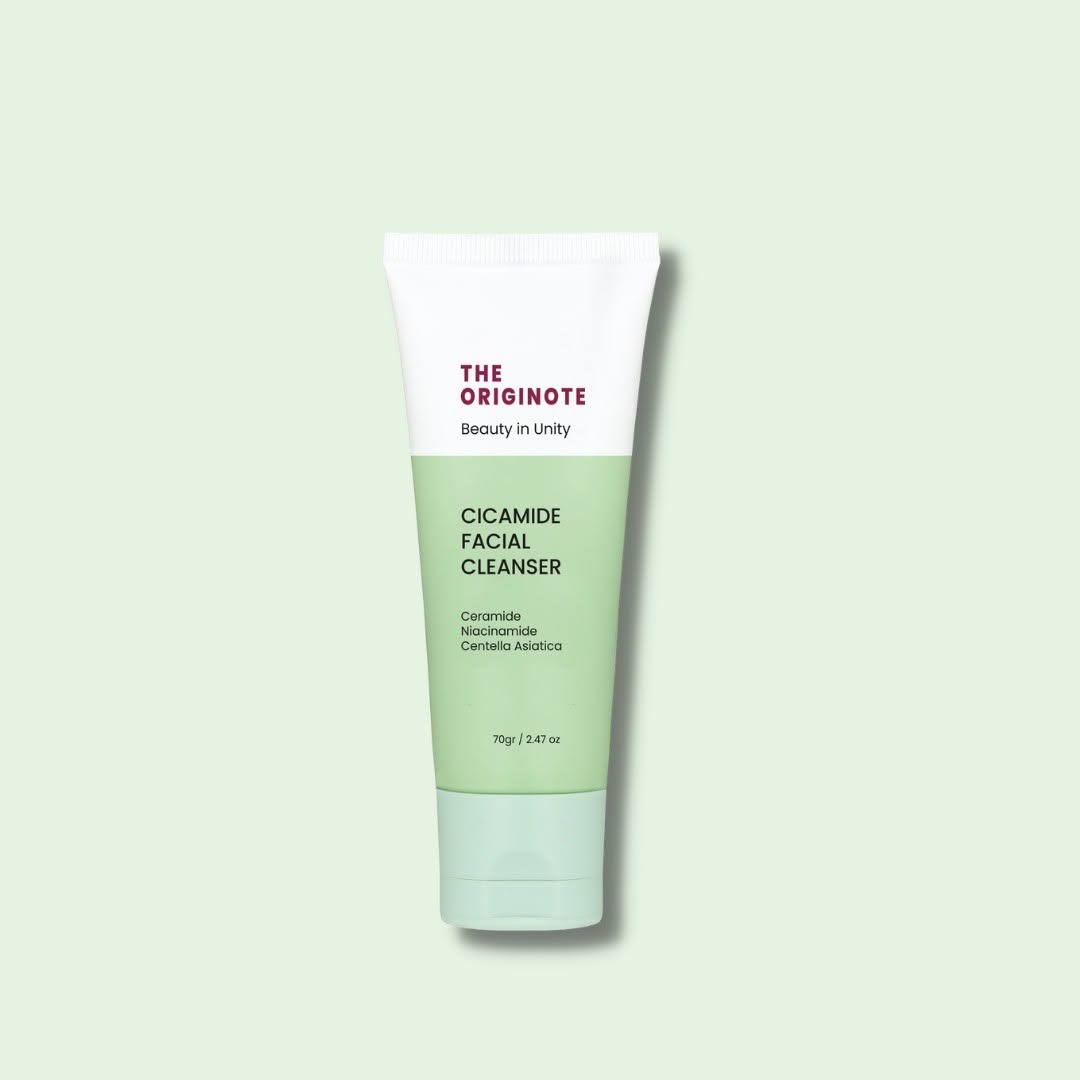 THE
ORIGINOTE
Beauty in Unity
CICAMIDE
FACIAL
CLEANSER
Ceramide
Niacinamide
Centella Asiatica
70gr / 2.47 oz